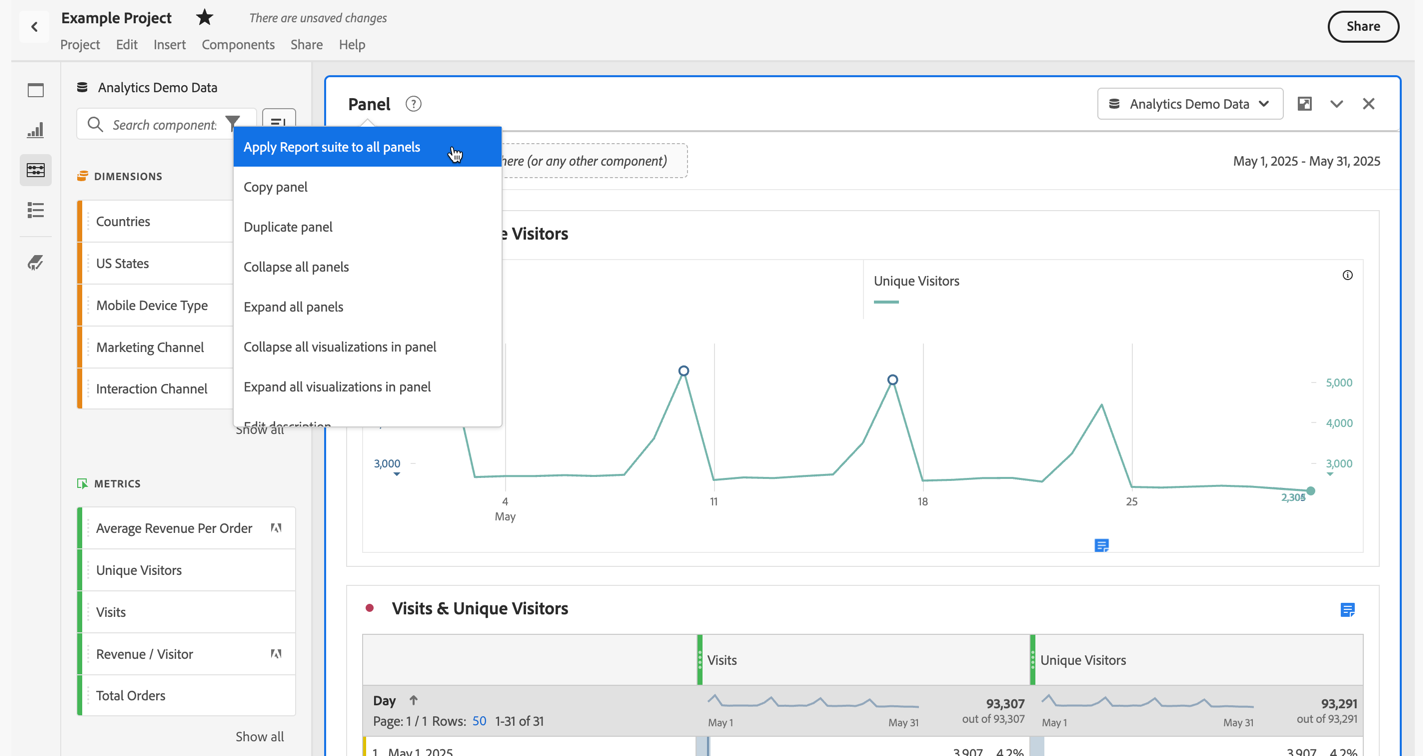 Example Project
There are unsaved changes
Share
Project Edit Insert Components Share Help
Analytics Demo Data
Search component
DIMENSIONS
Countries
US States
Mobile Device Type
Marketing Channel
Interaction Channel
Show all
METRICS
Average Revenue Per Order
Unique Visitors
Visits
Revenue / Visitor
Total Orders
Show all
Panel ?
Analytics Demo Data
Apply Report suite to all panels
Copy panel
Duplicate panel
Collapse all panels
Expand all panels
Collapse all visualizations in panel
Expand all visualizations in panel
Edit description
here (or any other component)
May 1, 2025 - May 31, 2025
e Visitors
Unique Visitors
5,000
4,000
3,000
3,000
2,305
4 11 18 25
May
Visits & Unique Visitors
Visits Unique Visitors
Day
Page: 1 / 1 Rows: 50 1-31 of 31
May 1 May 31
93,307
out of 93,307
May 1 May 31
93,291
out of 93,291
1 May 1, 2025 3,907 4.2% 3,907 4.2%